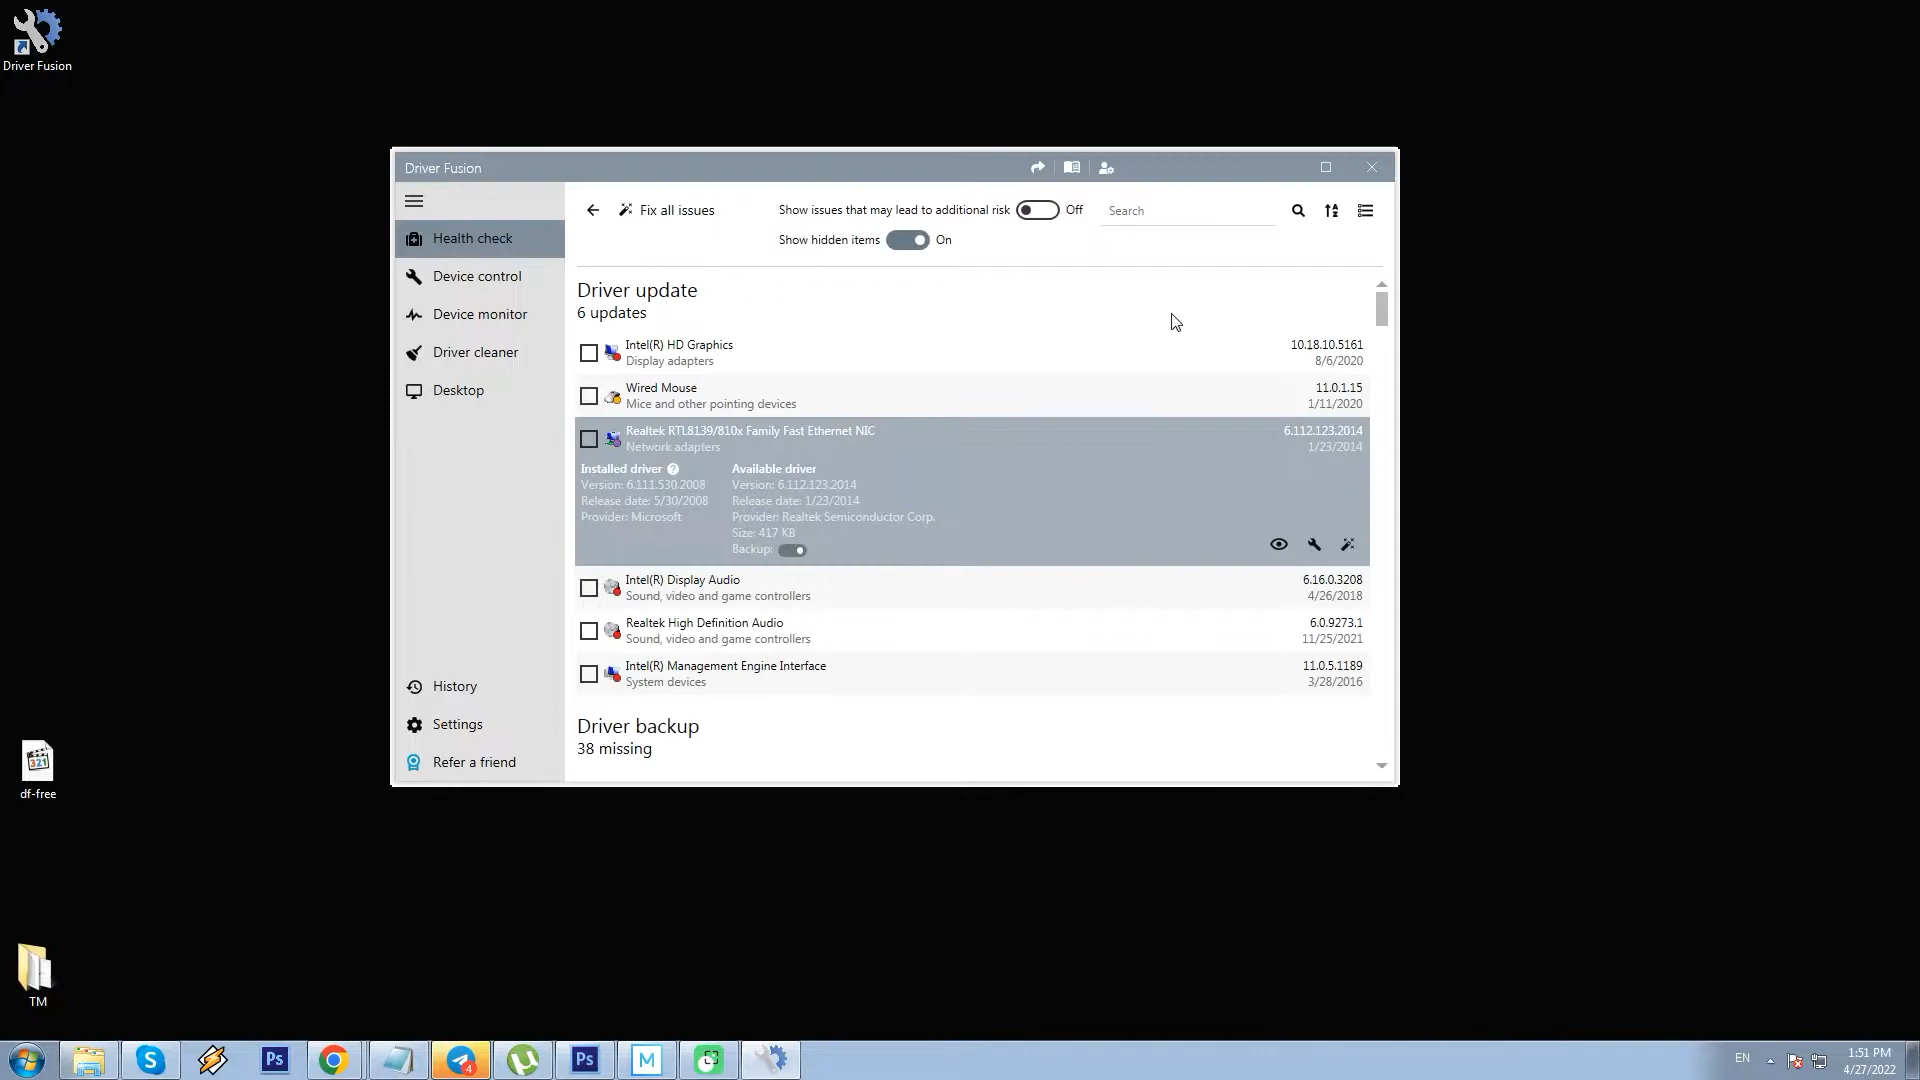 Driver Fusion
Driver Fusion
Health check
Device control
Device monitor
Driver cleaner
Desktop
History
Settings
Refer a friend
Fix all issues
Show issues that may lead to additional risk Off
Search
Show hidden items On
Driver update
6 updates
Intel(R) HD Graphics 10.18.10.5161
Display adapters 8/6/2020
Wired Mouse 11.0.1.15
Mice and other pointing devices 1/11/2020
Realtek RTL8139/810x Family Fast Ethernet NIC 6.112.123.2014
Network adapters 1/23/2014
Installed driver ? Available driver
Version: 6.111.530.2008 Version: 6.112.123.2014
Release date: 5/30/2008 Release date: 1/23/2014
Provider: Microsoft Provider: Realtek Semiconductor Corp.
Size: 417 KB
Backup:
Intel(R) Display Audio 6.16.0.3208
Sound, video and game controllers 4/26/2018
Realtek High Definition Audio 6.0.9273.1
Sound, video and game controllers 11/25/2021
Intel(R) Management Engine Interface 11.0.5.1189
System devices 3/28/2016
Driver backup
38 missing
321
df-free
TM
S
Ps
4
µ
Ps
M
EN
1:51 PM
4/27/2022